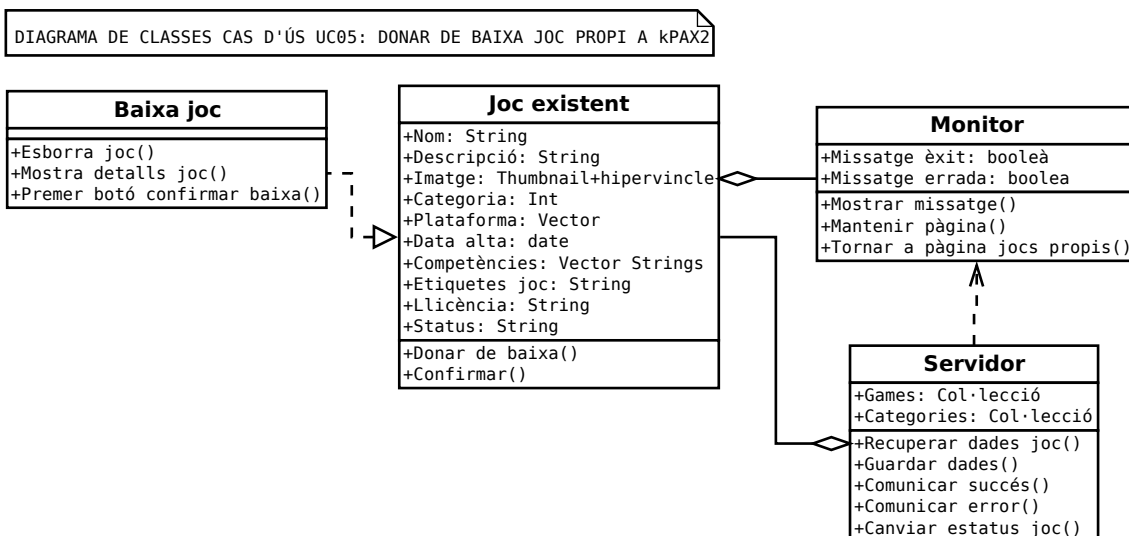 DIAGRAMA DE CLASSES CAS D'ÚS UC05: DONAR DE BAIXA JOC PROPI A kPAX2
Baixa joc
+Esborra joc()
+Mostra detalls joc()
+Premer botó confirmar baixa()
Joc existent
+Nom: String
+Descripció: String
+Imatge: Thumbnail+hipervincle
+Categoria: Int
+Plataforma: Vector
+Data alta: date
+Competències: Vector Strings
+Etiquetes joc: String
+Llicència: String
+Status: String
+Donar de baixa()
+Confirmar()
Monitor
+Missatge èxit: booleà
+Missatge errada: boolea
+Mostrar missatge()
+Mantenir pàgina()
+Tornar a pàgina jocs propis()
Servidor
+Games: Col·lecció
+Categories: Col·lecció
+Recuperar dades joc()
+Guardar dades()
+Comunicar succés()
+Comunicar error()
+Canviar estatus joc()